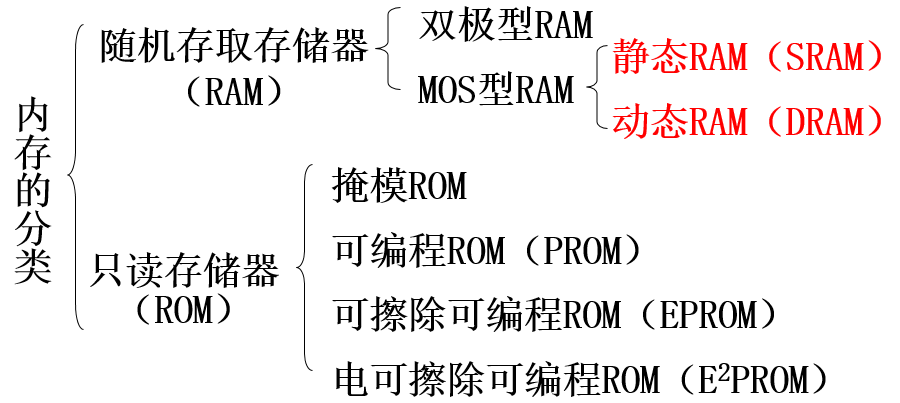 内存的分类
随机存取存储器
（RAM）
双极型RAM
MOS型RAM
静态RAM（SRAM）
动态RAM（DRAM）
只读存储器
（ROM）
掩模ROM
可编程ROM（PROM）
可擦除可编程ROM（EPROM）
电可擦除可编程ROM（E²PROM）